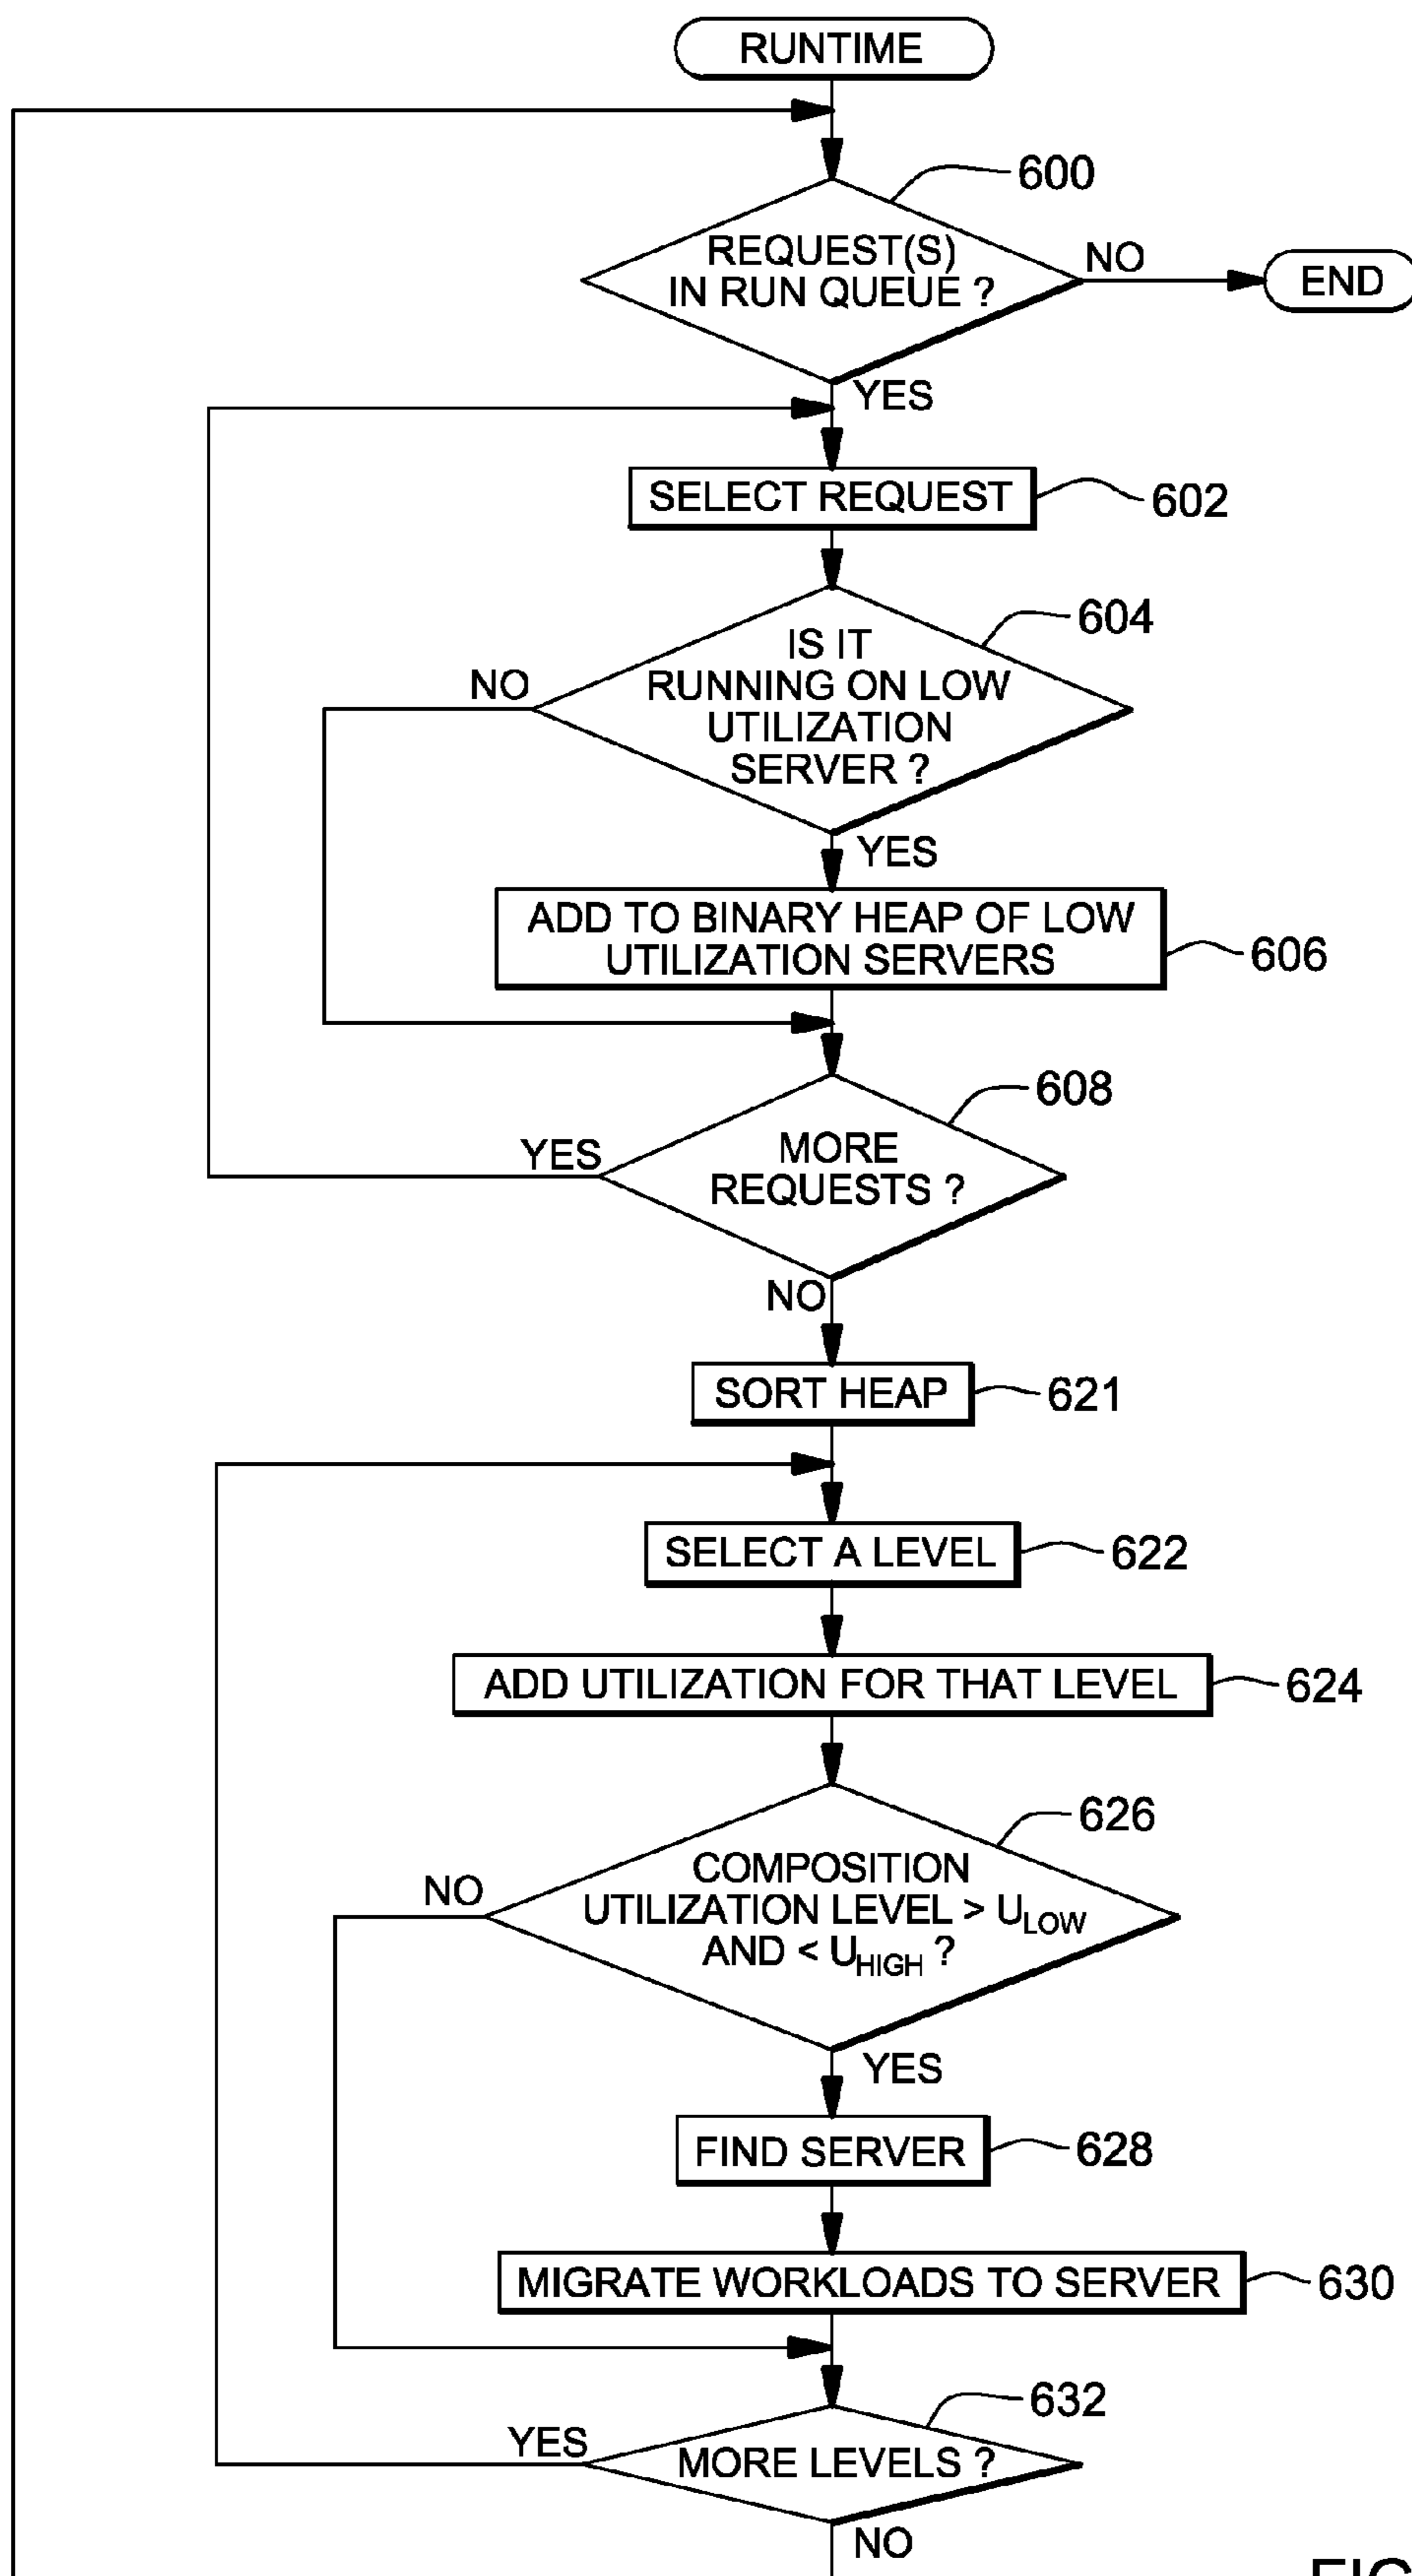 RUNTIME
600
REQUEST(S)
IN RUN QUEUE ?
NO
END
YES
SELECT REQUEST
602
604
IS IT
RUNNING ON LOW
UTILIZATION
SERVER ?
NO
YES
ADD TO BINARY HEAP OF LOW
UTILIZATION SERVERS
606
608
MORE
REQUESTS ?
YES
NO
SORT HEAP
621
SELECT A LEVEL
622
ADD UTILIZATION FOR THAT LEVEL
624
626
COMPOSITION
UTILIZATION LEVEL > ULOW
AND < UHIGH ?
NO
YES
FIND SERVER
628
MIGRATE WORKLOADS TO SERVER
630
632
MORE LEVELS ?
YES
NO